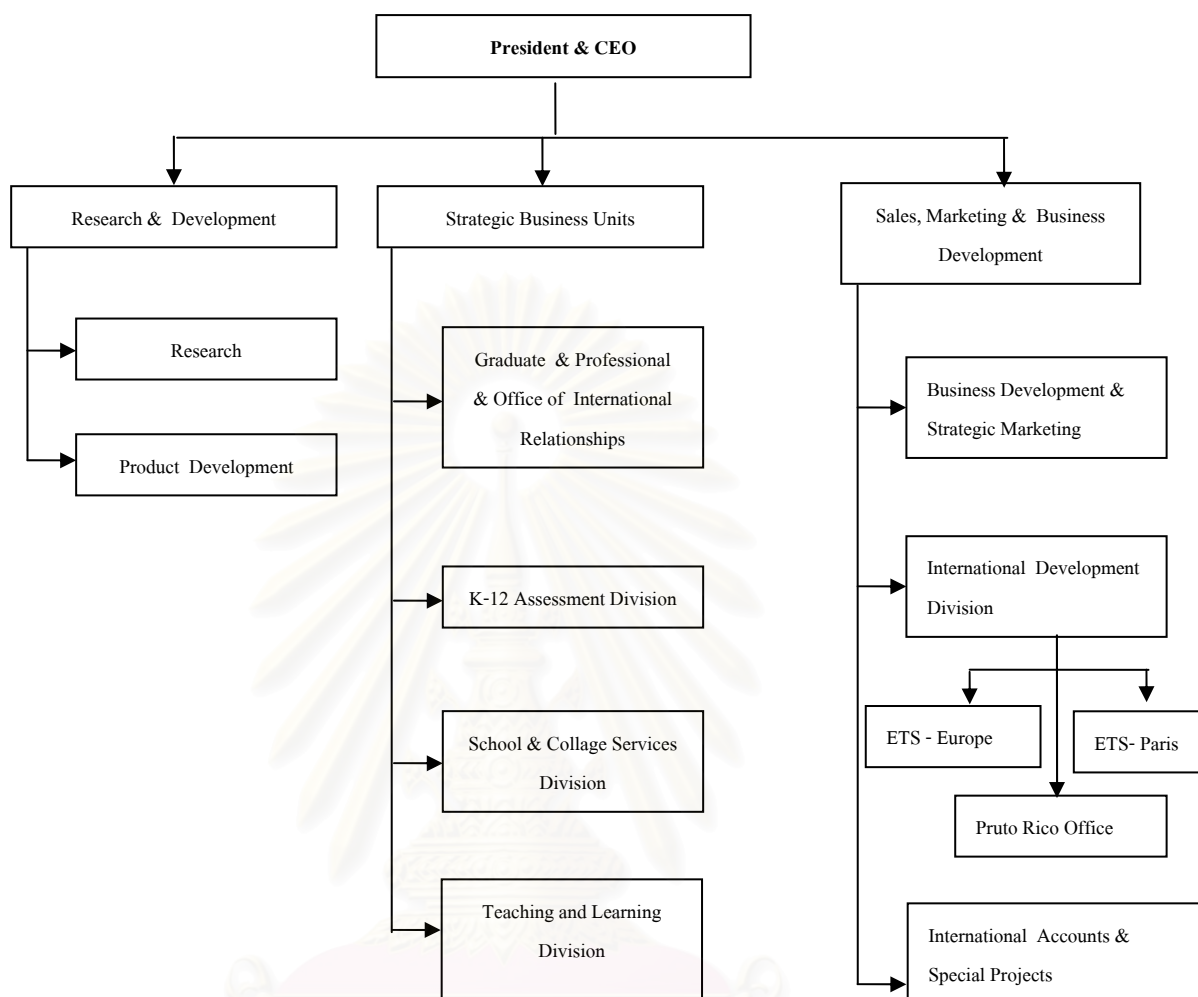 President & CEO
Research & Development
Strategic Business Units
Sales, Marketing & Business
Development
Research
Product Development
Graduate & Professional
& Office of International
Relationships
K-12 Assessment Division
School & Collage Services
Division
Teaching and Learning
Division
Business Development &
Strategic Marketing
International Development
Division
ETS - Europe
ETS- Paris
Pruto Rico Office
International Accounts &
Special Projects